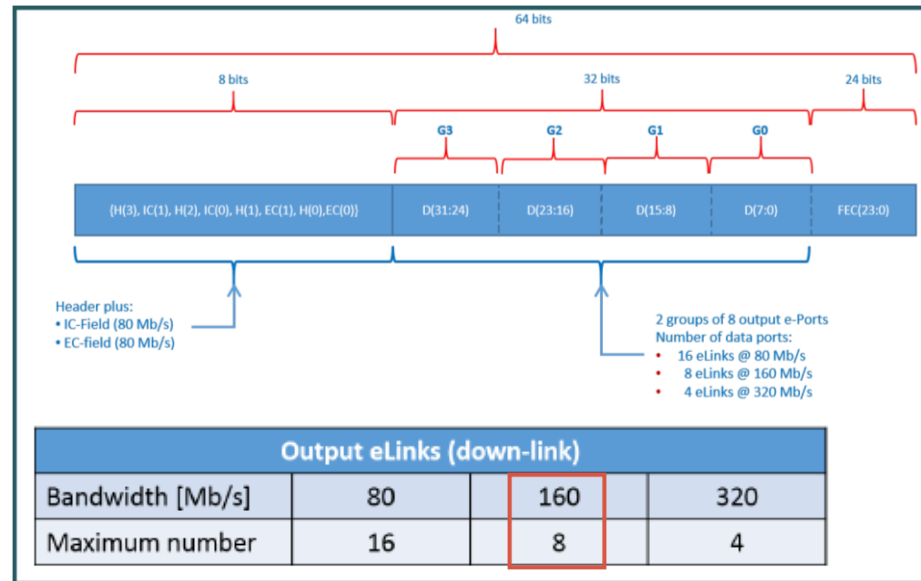 64 bits
8 bits
32 bits
24 bits
G3
G2
G1
G0
{H(3), IC(1), H(2), IC(0), H(1), EC(1), H(0),EC(0)}
D(31:24)
D(23:16)
D(15:8)
D(7:0)
FEC(23:0)
Header plus:
• IC-Field (80 Mb/s)
• EC-field (80 Mb/s)
2 groups of 8 output e-Ports
Number of data ports:
• 16 eLinks @ 80 Mb/s
• 8 eLinks @ 160 Mb/s
• 4 eLinks @ 320 Mb/s
Output eLinks (down-link)
Bandwidth [Mb/s] 80 160 320
Maximum number 16 8 4